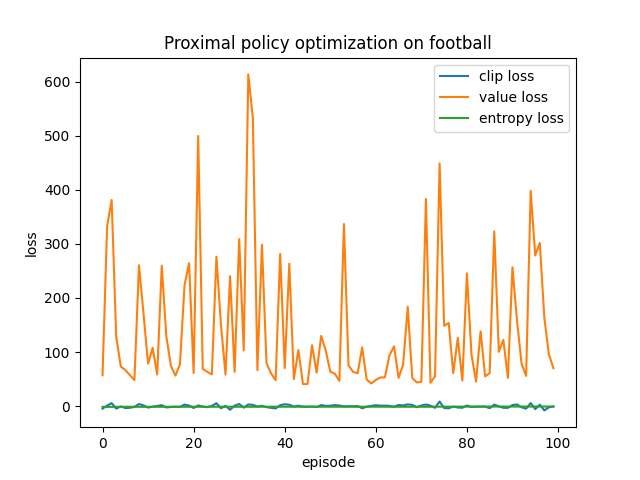 Proximal policy optimization on football
clip loss
value loss
entropy loss
loss
600
500
400
300
200
100
0
0
20
40
60
80
100
episode